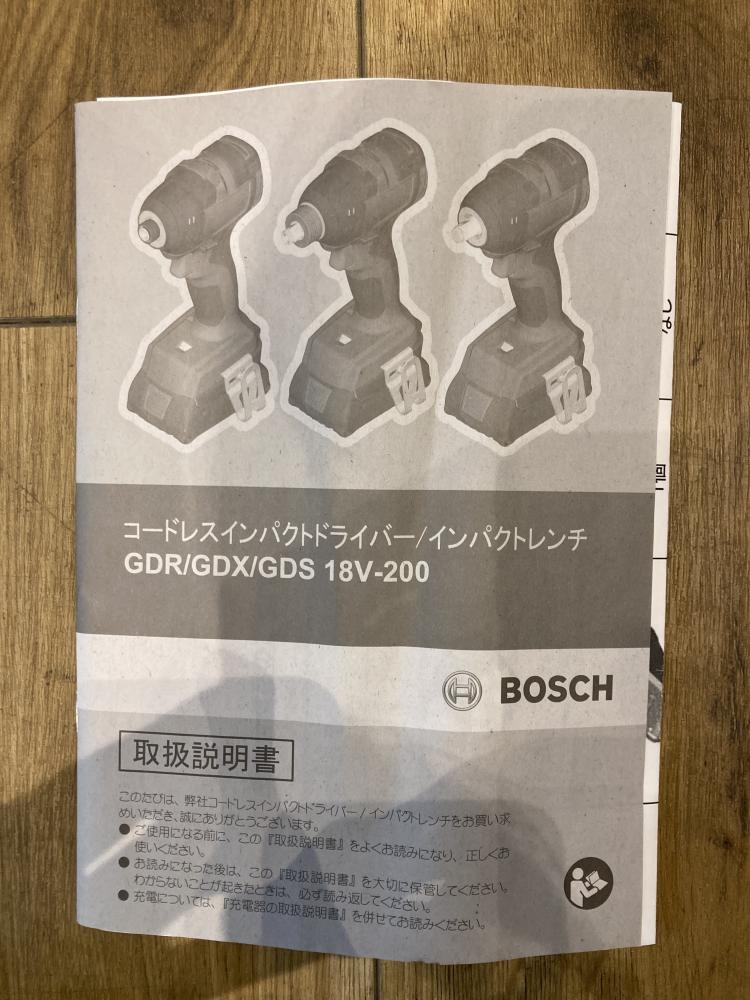 コードレスインパクトドライバー/インパクトレンチ
GDR/GDX/GDS 18V-200
BOSCH
取扱説明書
このたびは、弊社コードレスインパクトドライバー/インパクトレンチをお買い求
めいただき、誠にありがとうございます。
● ご使用になる前に、この『取扱説明書』をよくお読みになり、正しくお
使いください。
● お読みになった後は、この『取扱説明書』を大切に保管してください。
わからないことが起きたときは、必ず読み返してください。
● 充電については、『充電器の取扱説明書』を併せてお読みください。